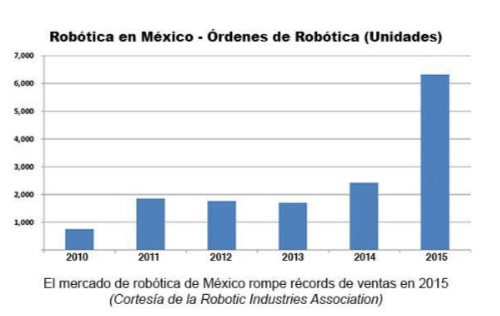 Robótica en México - Órdenes de Robótica (Unidades)
7,000
6,000
5,000
4,000
3,000
2,000
1,000
2010 2011 2012 2013 2014 2015
El mercado de robótica de México rompe récords de ventas en 2015
(Cortesía de la Robotic Industries Association)